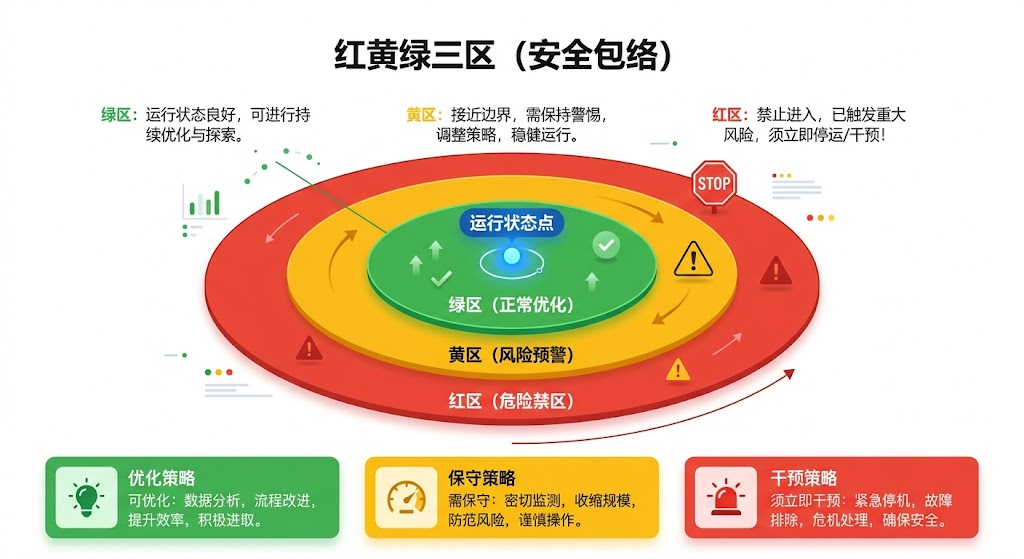 红黄绿三区（安全包络）
绿区：运行状态良好，可进行持
续优化与探索。
黄区：接近边界，需保持警惕，
调整策略，稳健运行。
红区：禁止进入，已触发重大
风险，须立即停运/干预！
STOP
运行状态点
绿区（正常优化）
黄区（风险预警）
红区（危险禁区）
优化策略
可优化：数据分析，流程改进，
提升效率，积极进取。
保守策略
需保守：密切监测，收缩规模，
防范风险，谨慎操作。
干预策略
须立即干预：紧急停机，故障
排除，危机处理，确保安全。